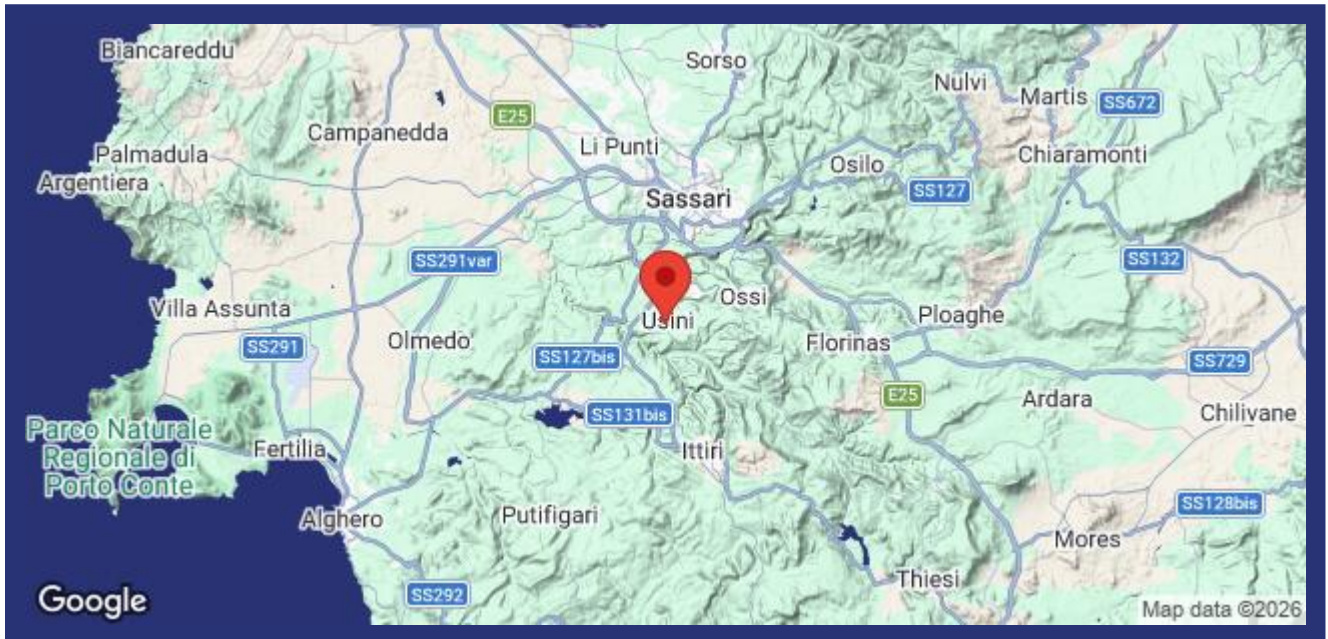 Biancareddu
Sorso
Nulvi
Martis
SS672
E25
Campanedda
Li Punti
Palmadula
Chiaramonti
Osilo
Argentiera
SS127
Sassari
SS291var
SS132
Ossi
Villa Assunta
Usini
Ploaghe
Olmedo
Florinas
SS291
SS127bis
SS729
E25
Ardara
SS131bis
Chilivane
Parco Naturale
Regionale di
Porto Conte
Fertilia
Ittiri
SS128bis
Alghero
Putifigari
Mores
Thiesi
SS292
Google
Map data ©2026